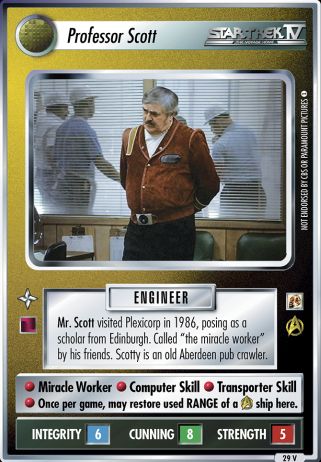 Professor Scott
STAR TREK IV
THE VOYAGE HOME
NOT ENDORSED BY CBS OR PARAMOUNT PICTURES
ENGINEER
Mr. Scott visited Plexicorp in 1986, posing as a
scholar from Edinburgh. Called “the miracle worker”
by his friends. Scotty is an old Aberdeen pub crawler.
Miracle Worker Computer Skill Transporter Skill
Once per game, may restore used RANGE of a ship here.
INTEGRITY 6 CUNNING 8 STRENGTH 5
29 V